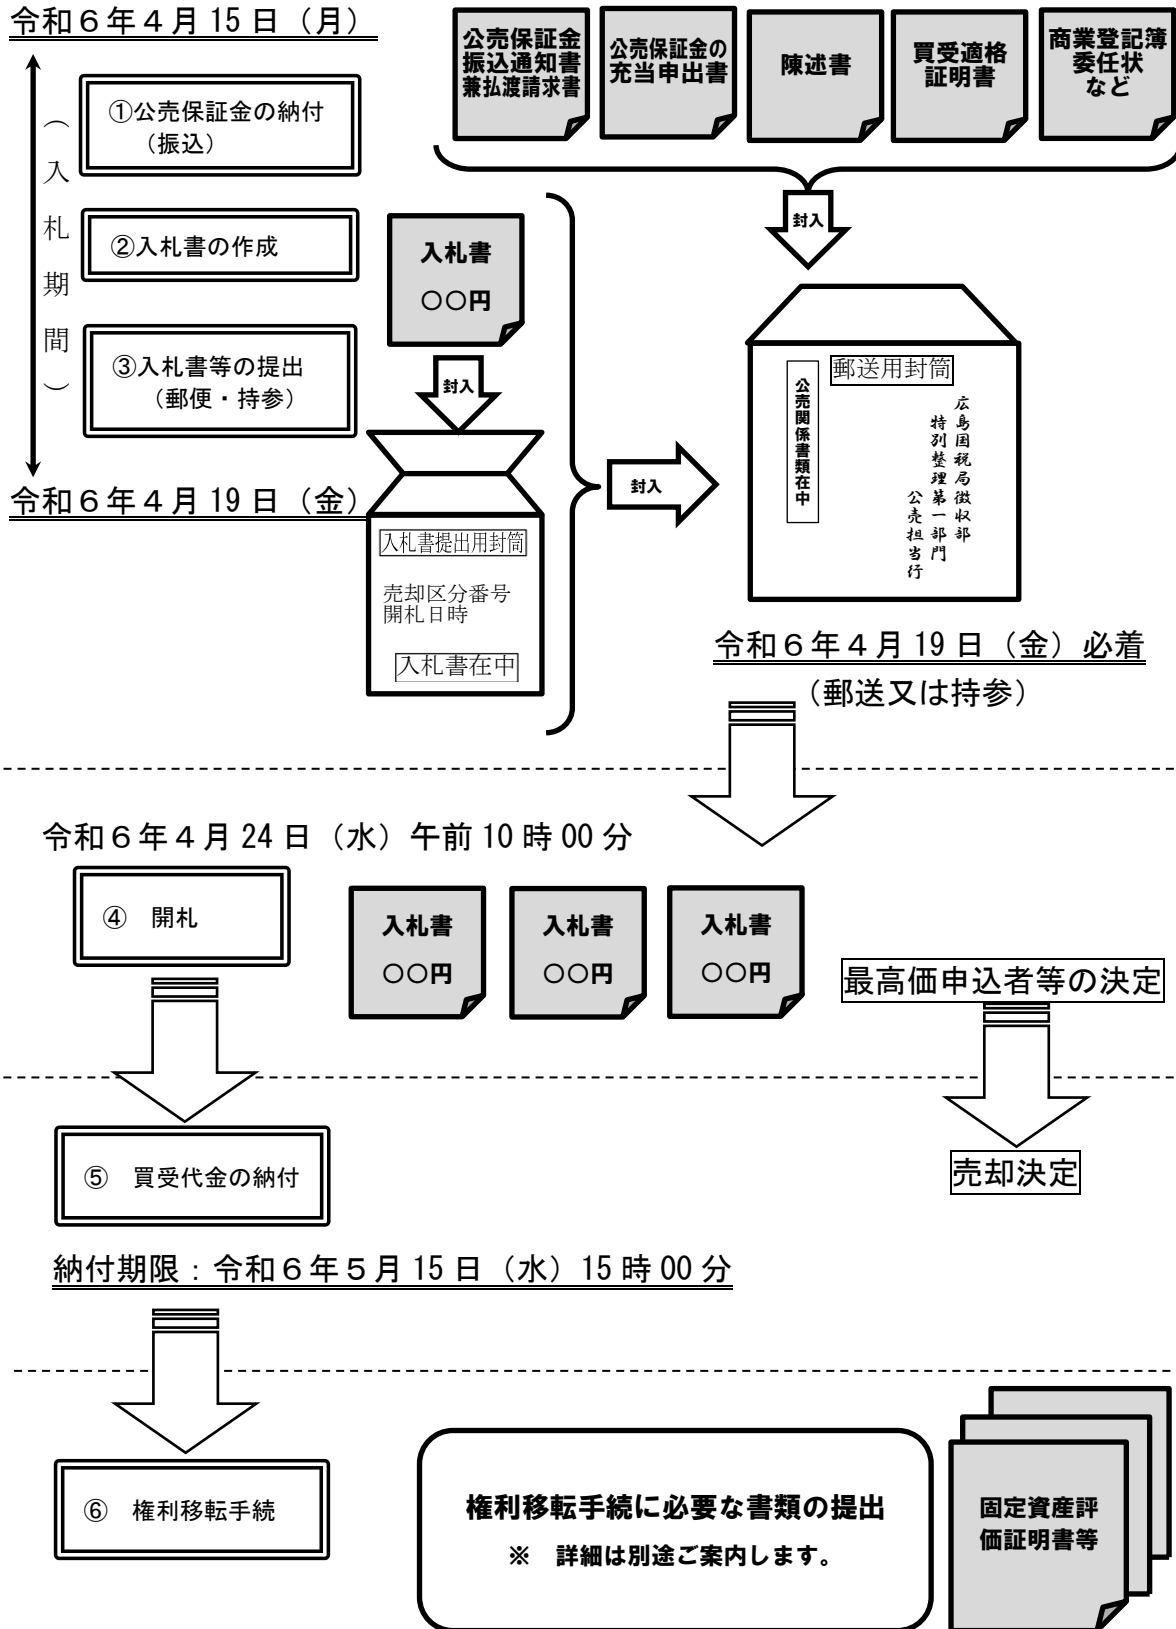 令和６年４月15日（月）
（入札期間）
①公売保証金の納付
（振込）
②入札書の作成
③入札書等の提出
（郵便・持参）
令和６年４月19日（金）
公売保証金
振込通知書
兼払渡請求書
公売保証金の
充当申出書
陳述書
買受適格
証明書
商業登記簿
委任状
など
封入
入札書
○○円
封入
入札書提出用封筒
売却区分番号
開札日時
入札書在中
封入
郵送用封筒
公売関係書類在中
広島国税局徴収部
特別整理第一部門
公売担当行
令和６年４月19日（金）必着
（郵送又は持参）
令和６年４月24日（水）午前10時00分
④　開札
入札書
○○円
入札書
○○円
入札書
○○円
最高価申込者等の決定
⑤　買受代金の納付
売却決定
納付期限：令和６年５月15日（水）15時00分
⑥　権利移転手続
権利移転手続に必要な書類の提出
※　詳細は別途ご案内します。
固定資産評
価証明書等